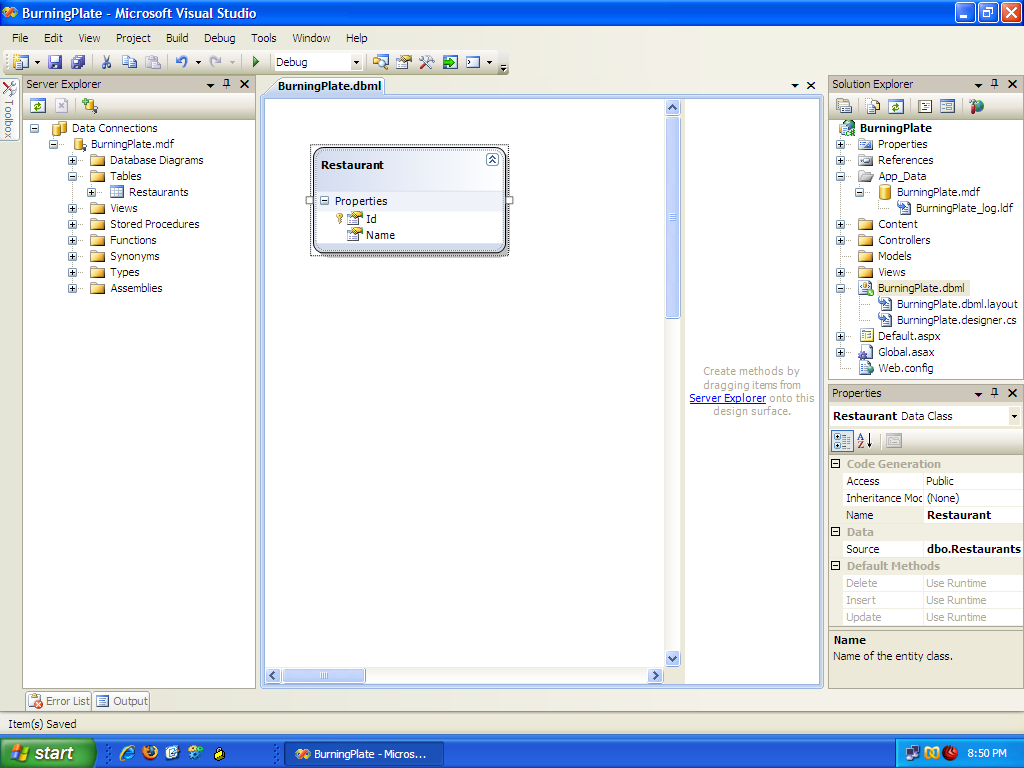 BurningPlate - Microsoft Visual Studio
File Edit View Project Build Debug Tools Window Help
Debug
Toolbox
Server Explorer
Data Connections
BurningPlate.mdf
Database Diagrams
Tables
Restaurants
Views
Stored Procedures
Functions
Synonyms
Types
Assemblies
BurningPlate.dbml
Restaurant
Properties
Id
Name
Create methods by
dragging items from
Server Explorer onto this
design surface.
Solution Explorer
BurningPlate
Properties
References
App_Data
BurningPlate.mdf
BurningPlate_log.ldf
Content
Controllers
Models
Views
BurningPlate.dbml
BurningPlate.dbml.layout
BurningPlate.designer.cs
Default.aspx
Global.asax
Web.config
Properties
Restaurant Data Class
Code Generation
Access Public
Inheritance Moc (None)
Name Restaurant
Data
Source dbo.Restaurants
Default Methods
Delete Use Runtime
Insert Use Runtime
Update Use Runtime
Name
Name of the entity class.
Error List Output
Item(s) Saved
start BurningPlate - Micros... 8:50 PM